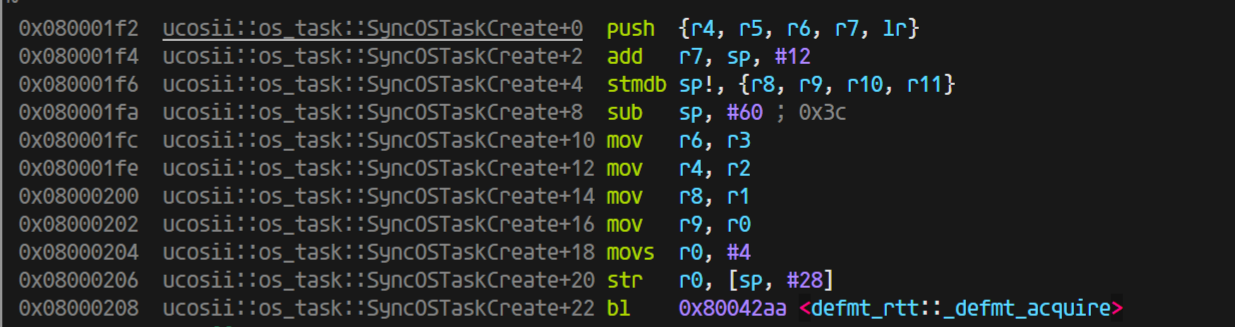 0x080001f2 ucosii::os_task::SyncOSTaskCreate+0 push {r4, r5, r6, r7, lr}
0x080001f4 ucosii::os_task::SyncOSTaskCreate+2 add r7, sp, #12
0x080001f6 ucosii::os_task::SyncOSTaskCreate+4 stmdb sp!, {r8, r9, r10, r11}
0x080001fa ucosii::os_task::SyncOSTaskCreate+8 sub sp, #60 ; 0x3c
0x080001fc ucosii::os_task::SyncOSTaskCreate+10 mov r6, r3
0x080001fe ucosii::os_task::SyncOSTaskCreate+12 mov r4, r2
0x08000200 ucosii::os_task::SyncOSTaskCreate+14 mov r8, r1
0x08000202 ucosii::os_task::SyncOSTaskCreate+16 mov r9, r0
0x08000204 ucosii::os_task::SyncOSTaskCreate+18 movs r0, #4
0x08000206 ucosii::os_task::SyncOSTaskCreate+20 str r0, [sp, #28]
0x08000208 ucosii::os_task::SyncOSTaskCreate+22 bl 0x80042aa <defmt_rtt::_defmt_acquire>